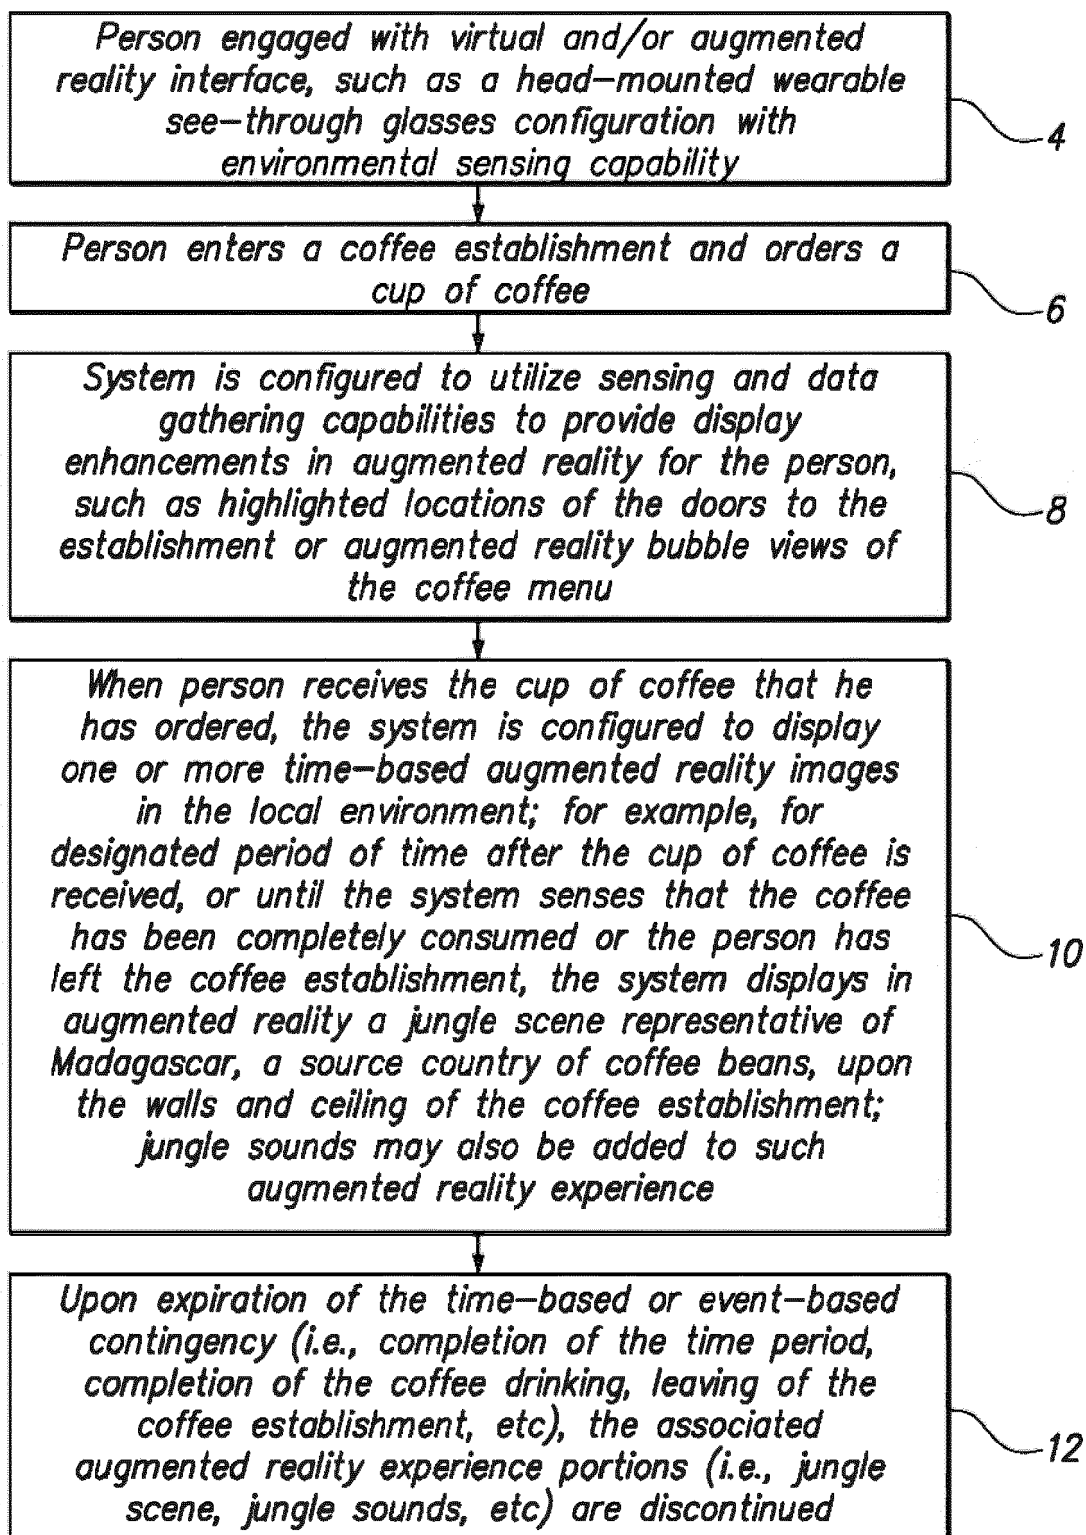 Person engaged with virtual and/or augmented
reality interface, such as a head-mounted wearable
see-through glasses configuration with
environmental sensing capability
4
Person enters a coffee establishment and orders a
cup of coffee
6
System is configured to utilize sensing and data
gathering capabilities to provide display
enhancements in augmented reality for the person,
such as highlighted locations of the doors to the
establishment or augmented reality bubble views of
the coffee menu
8
When person receives the cup of coffee that he
has ordered, the system is configured to display
one or more time-based augmented reality images
in the local environment; for example, for
designated period of time after the cup of coffee is
received, or until the system senses that the coffee
has been completely consumed or the person has
left the coffee establishment, the system displays in
augmented reality a jungle scene representative of
Madagascar, a source country of coffee beans, upon
the walls and ceiling of the coffee establishment;
jungle sounds may also be added to such
augmented reality experience
10
Upon expiration of the time-based or event-based
contingency (i.e., completion of the time period,
completion of the coffee drinking, leaving of the
coffee establishment, etc), the associated
augmented reality experience portions (i.e., jungle
scene, jungle sounds, etc) are discontinued
12